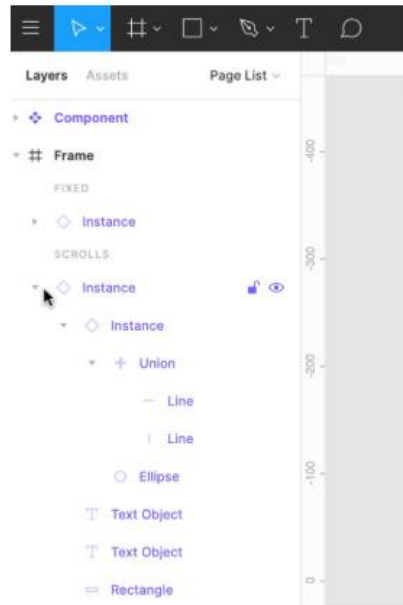 Layers Assets Page List
Component
Frame
FIXED
Instance
SCROLLS
Instance
Instance
Union
Line
Line
Ellipse
Text Object
Text Object
Rectangle
-400
-300
-200
-100
0